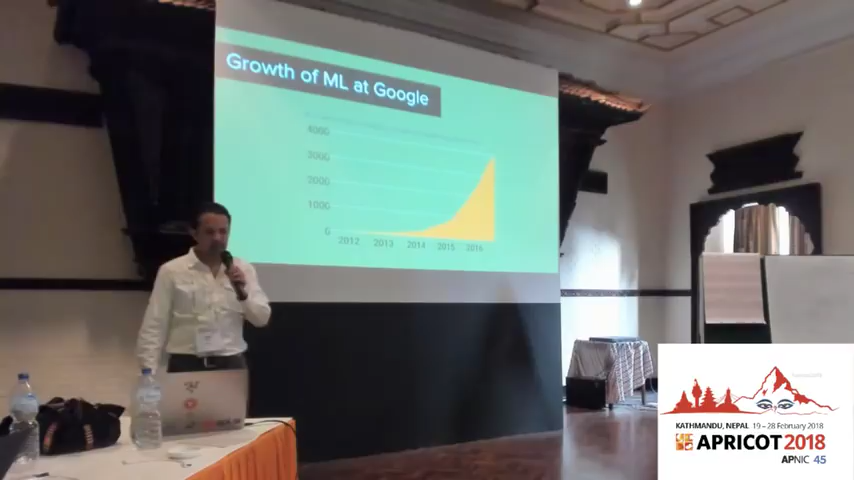 Growth of ML at Google
4000
3000
2000
1000
0
2012 2013 2014 2015 2016
KATHMANDU, NEPAL 19 - 28 February 2018
APRICOT 2018
APNIC 45